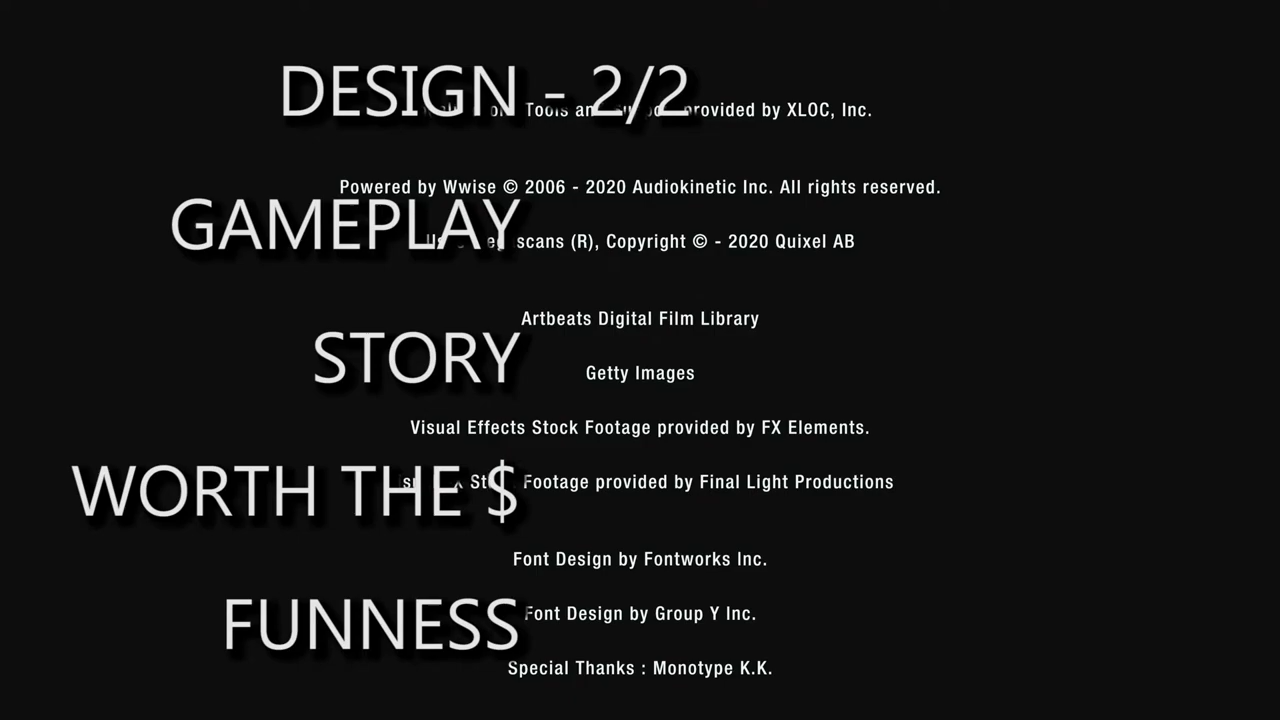 DESIGN - 2/2
Tools and provided by XLOC, Inc.
Powered by Wwise © 2006 - 2020 Audiokinetic Inc. All rights reserved.
GAMEPLAY
scans (R), Copyright © - 2020 Quixel AB
Artbeats Digital Film Library
STORY
Getty Images
Visual Effects Stock Footage provided by FX Elements.
WORTH THE $
Footage provided by Final Light Productions
Font Design by Fontworks Inc.
FUNNESS
Font Design by Group Y Inc.
Special Thanks : Monotype K.K.